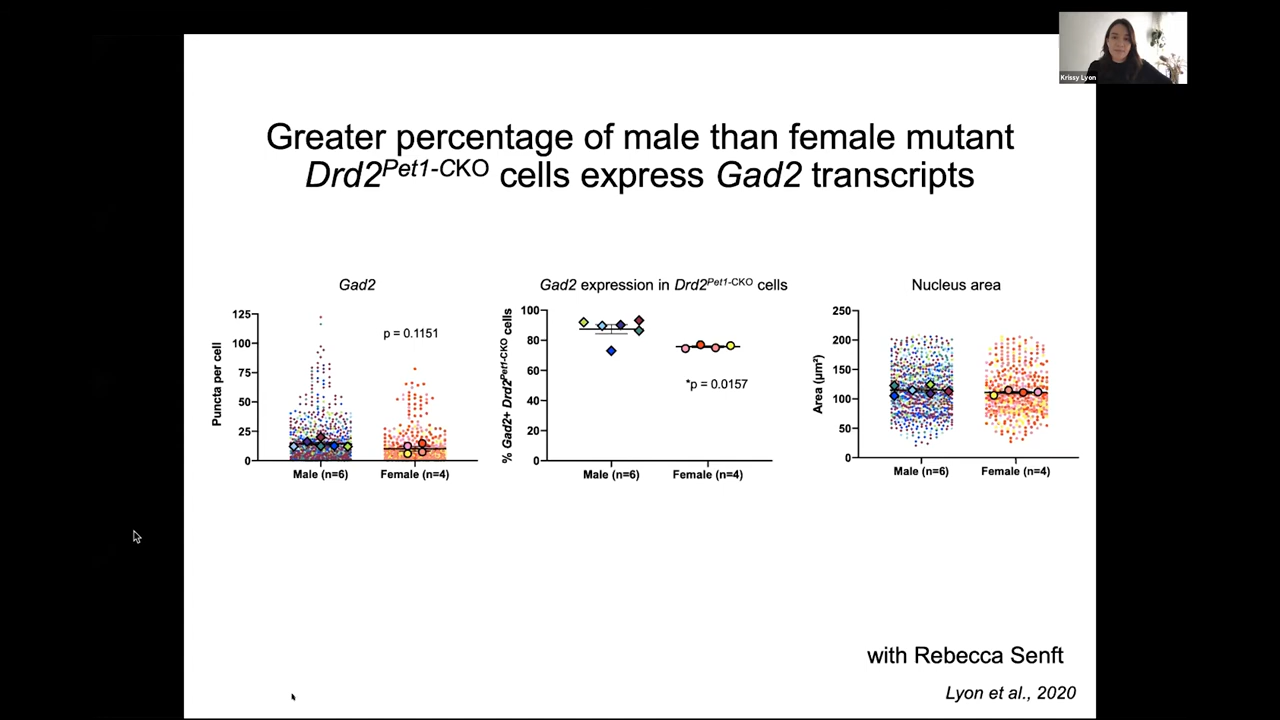 Krissy Lyon
Greater percentage of male than female mutant
Drd2Pet1-CKO cells express Gad2 transcripts
Gad2
Puncta per cell
125
100
75
50
25
0
p = 0.1151
Male (n=6)
Female (n=4)
Gad2 expression in Drd2Pet1-CKO cells
% Gad2+ Drd2Pet1-CKO cells
100
80
60
40
20
0
*p = 0.0157
Male (n=6)
Female (n=4)
Nucleus area
Area (µm²)
250
200
150
100
50
0
Male (n=6)
Female (n=4)
with Rebecca Senft
Lyon et al., 2020